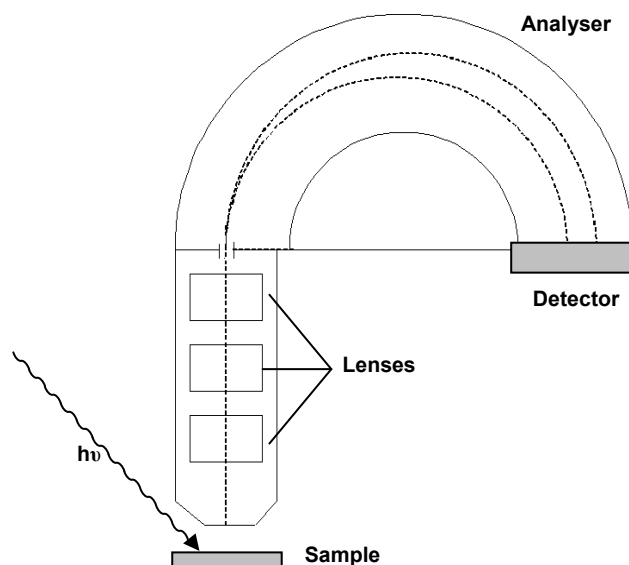 Analyser
Detector
Lenses
hυ
Sample